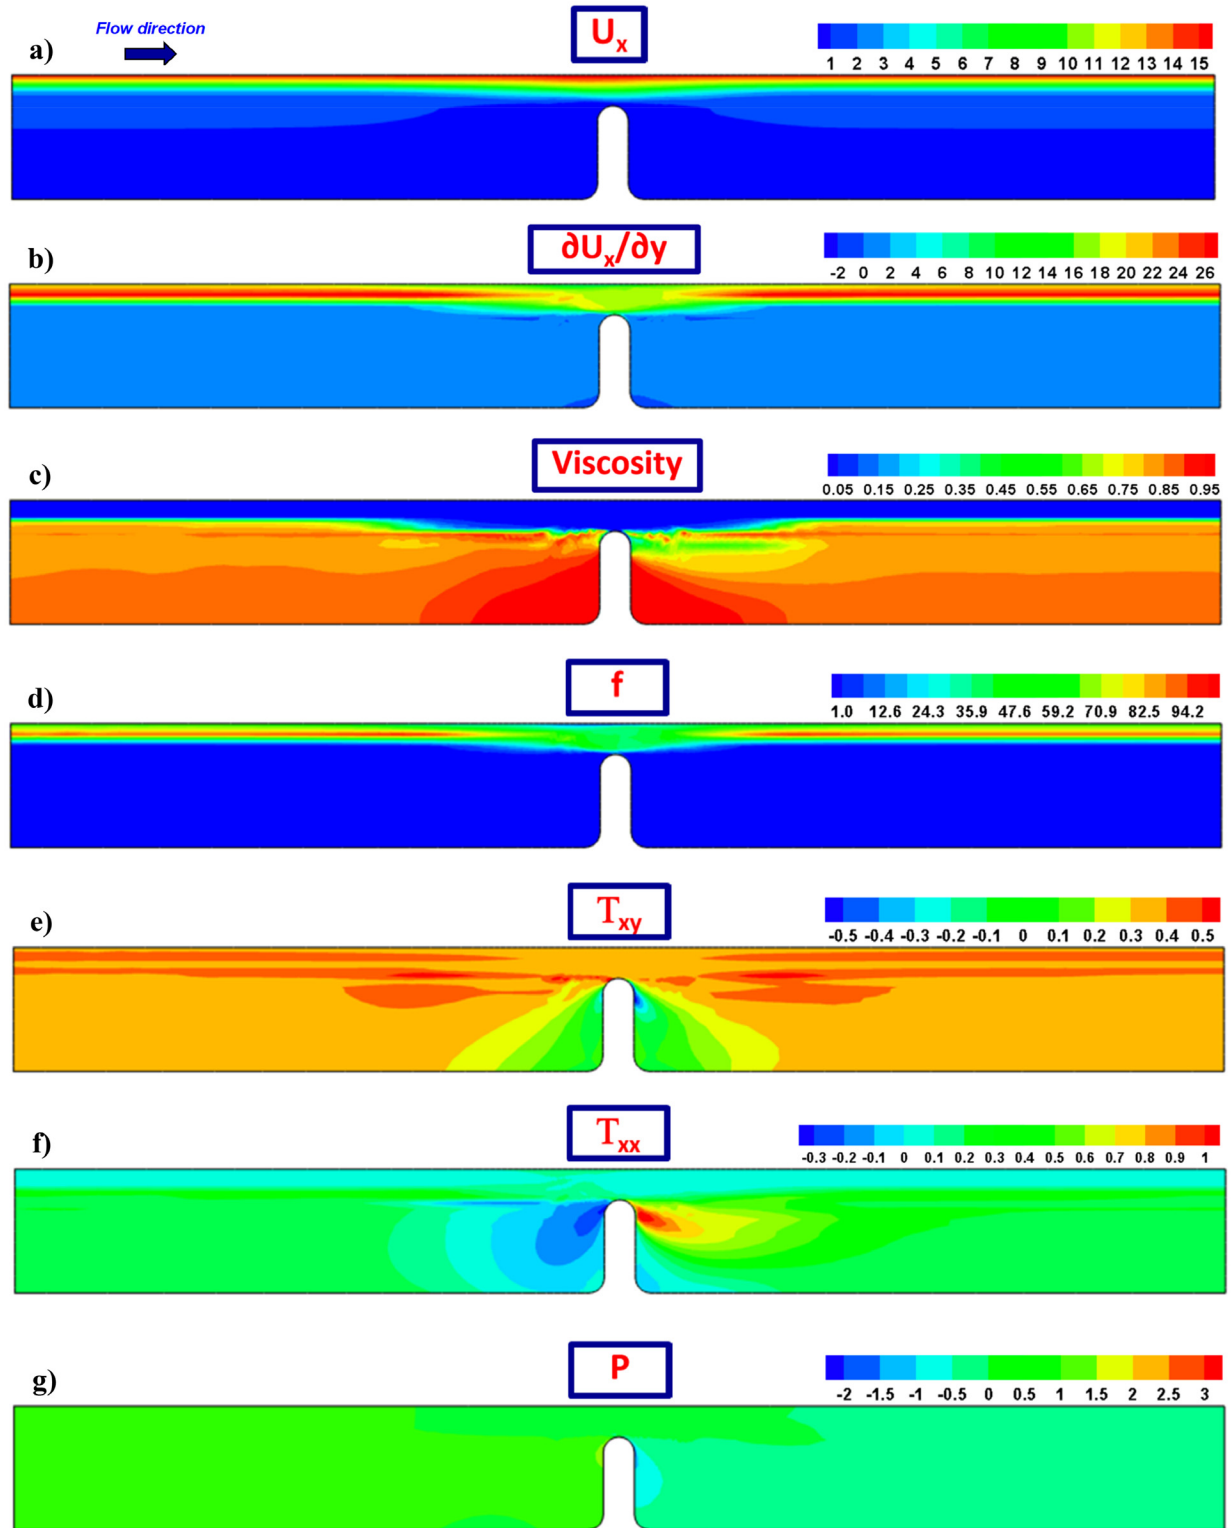 Flow direction
a)
Uₓ
1 2 3 4 5 6 7 8 9 10 11 12 13 14 15
b)
∂Uₓ/∂y
-2 0 2 4 6 8 10 12 14 16 18 20 22 24 26
c)
Viscosity
0.05 0.15 0.25 0.35 0.45 0.55 0.65 0.75 0.85 0.95
d)
f
1.0 12.6 24.3 35.9 47.6 59.2 70.9 82.5 94.2
e)
Txy
-0.5 -0.4 -0.3 -0.2 -0.1 0 0.1 0.2 0.3 0.4 0.5
f)
Txx
-0.3 -0.2 -0.1 0 0.1 0.2 0.3 0.4 0.5 0.6 0.7 0.8 0.9 1
g)
P
-2 -1.5 -1 -0.5 0 0.5 1 1.5 2 2.5 3